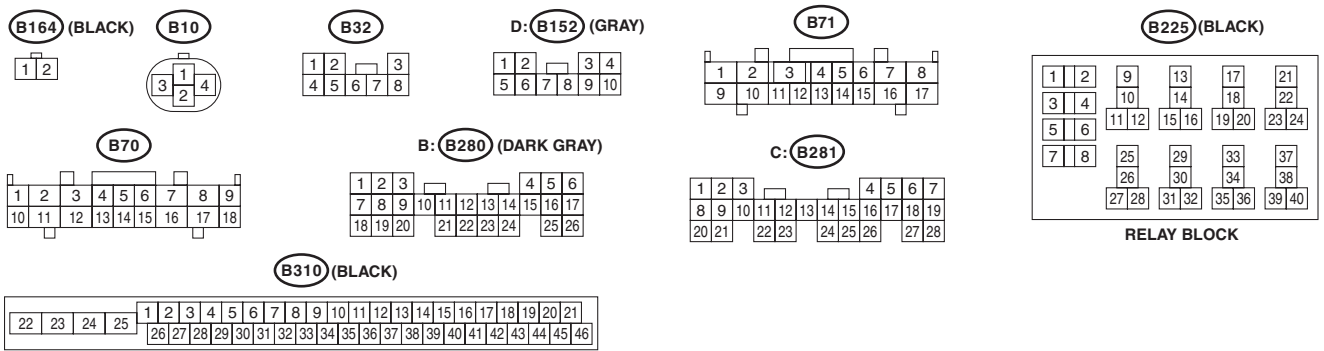 B164 (BLACK)
1 2
B10
1
3 4
2
B32
1 2 3
4 5 6 7 8
D: B152 (GRAY)
1 2 3 4
5 6 7 8 9 10
B71
1 2 3 4 5 6 7 8
9 10 11 12 13 14 15 16 17
B225 (BLACK)
1 2 9 13 17 21
3 4 10 14 18 22
5 6 11 12 15 16 19 20 23 24
7 8 25 29 33 37
26 30 34 38
27 28 31 32 35 36 39 40
RELAY BLOCK
B70
1 2 3 4 5 6 7 8 9
10 11 12 13 14 15 16 17 18
B: B280 (DARK GRAY)
1 2 3 4 5 6
7 8 9 10 11 12 13 14 15 16 17
18 19 20 21 22 23 24 25 26
C: B281
1 2 3 4 5 6 7
8 9 10 11 12 13 14 15 16 17 18 19
20 21 22 23 24 25 26 27 28
B310 (BLACK)
22 23 24 25 1 2 3 4 5 6 7 8 9 10 11 12 13 14 15 16 17 18 19 20 21
26 27 28 29 30 31 32 33 34 35 36 37 38 39 40 41 42 43 44 45 46